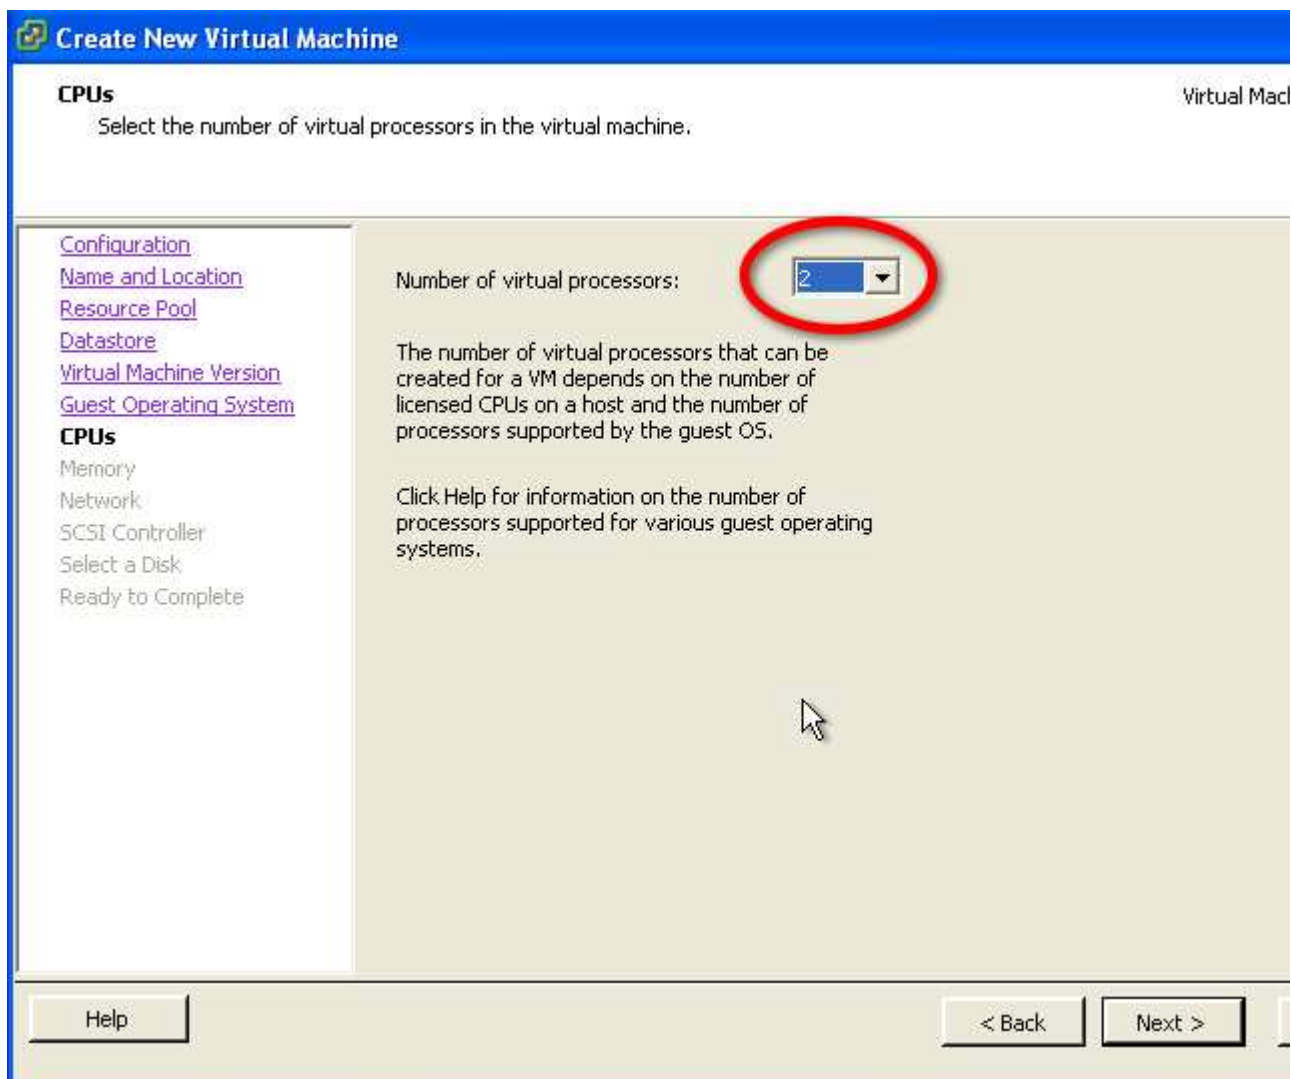 Create New Virtual Machine
CPUs
Virtual Mac
Select the number of virtual processors in the virtual machine.
Configuration
Name and Location
Resource Pool
Datastore
Virtual Machine Version
Guest Operating System
CPUs
Memory
Network
SCSI Controller
Select a Disk
Ready to Complete
Number of virtual processors: 2
The number of virtual processors that can be
created for a VM depends on the number of
licensed CPUs on a host and the number of
processors supported by the guest OS.
Click Help for information on the number of
processors supported for various guest operating
systems.
Help
< Back
Next >